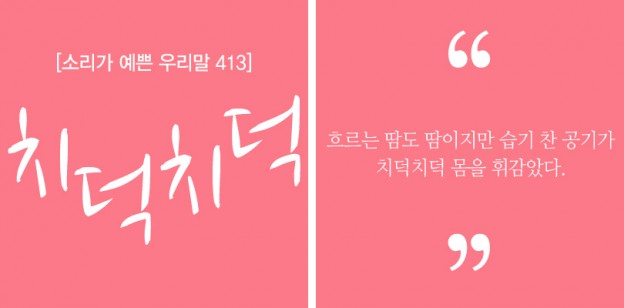 [소리가 예쁜 우리말 413]
치덕치덕
“
흐르는 땀도 땀이지만 습기 찬 공기가
치덕치덕 몸을 휘감았다.
”